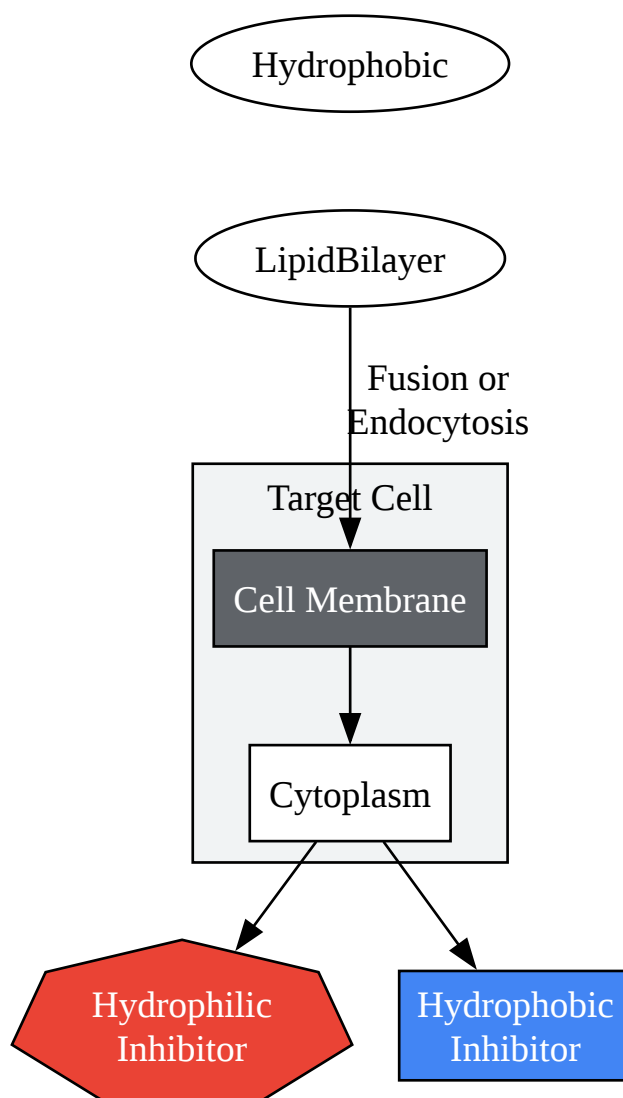 Hydrophobic
LipidBilayer
Fusion or
Endocytosis
Target Cell
Cell Membrane
Cytoplasm
Hydrophilic
Inhibitor
Hydrophobic
Inhibitor